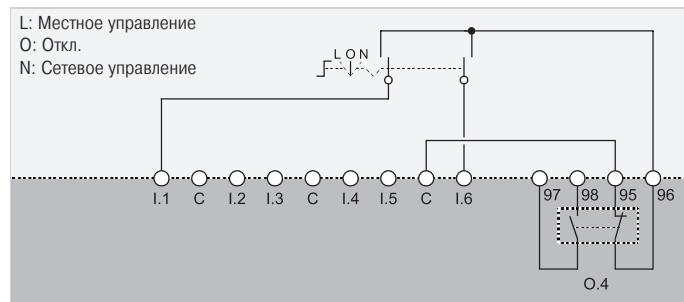 L: Местное управление
O: Откл.
N: Сетевое управление
L O N
I.1 C I.2 I.3 C I.4 I.5 C I.6 97 98 95 96
O.4